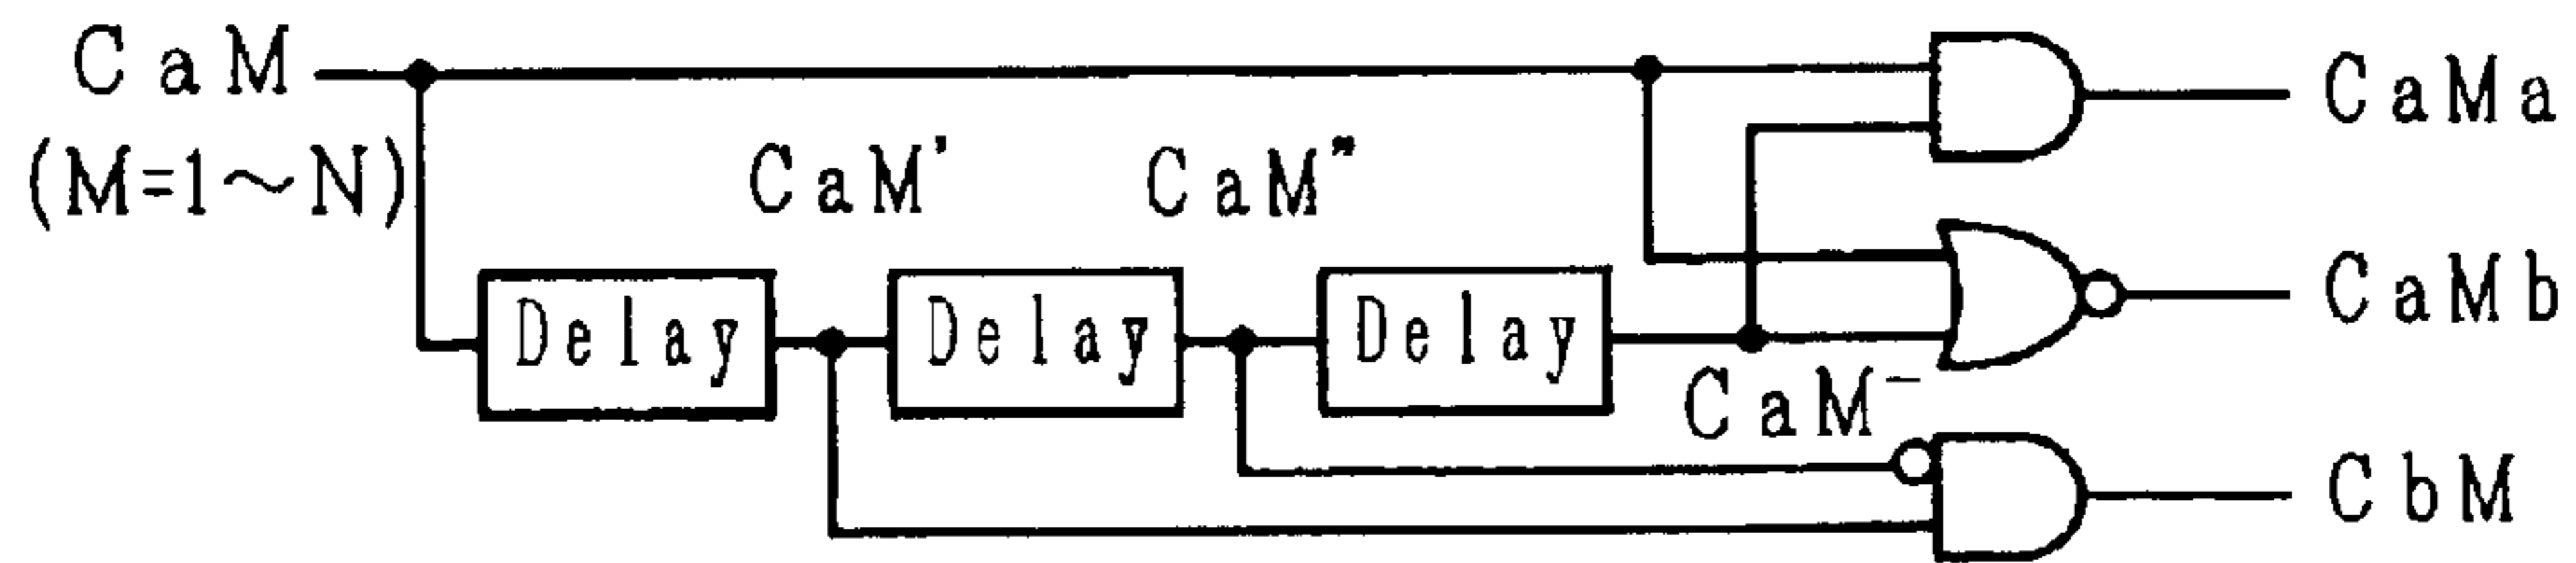 CaM
(M=1～N)
CaM'
CaM"
Delay
Delay
Delay
CaM⁻
CaMa
CaMb
CbM